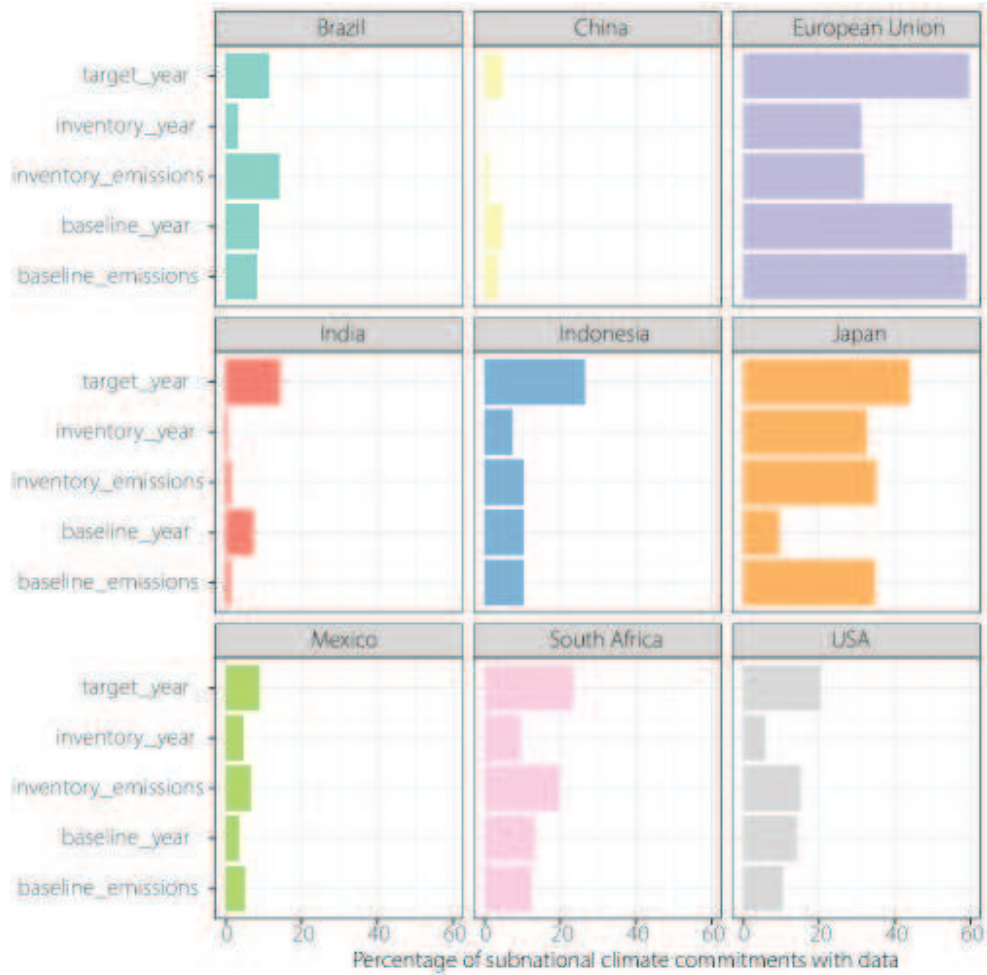 Brazil China European Union
target_year
inventory_year
inventory_emissions
baseline_year
baseline_emissions
India Indonesia Japan
target_year
inventory_year
inventory_emissions
baseline_year
baseline_emissions
Mexico South Africa USA
target_year
inventory_year
inventory_emissions
baseline_year
baseline_emissions
0 20 40 60 0 20 40 60 0 20 40 60
Percentage of subnational climate commitments with data